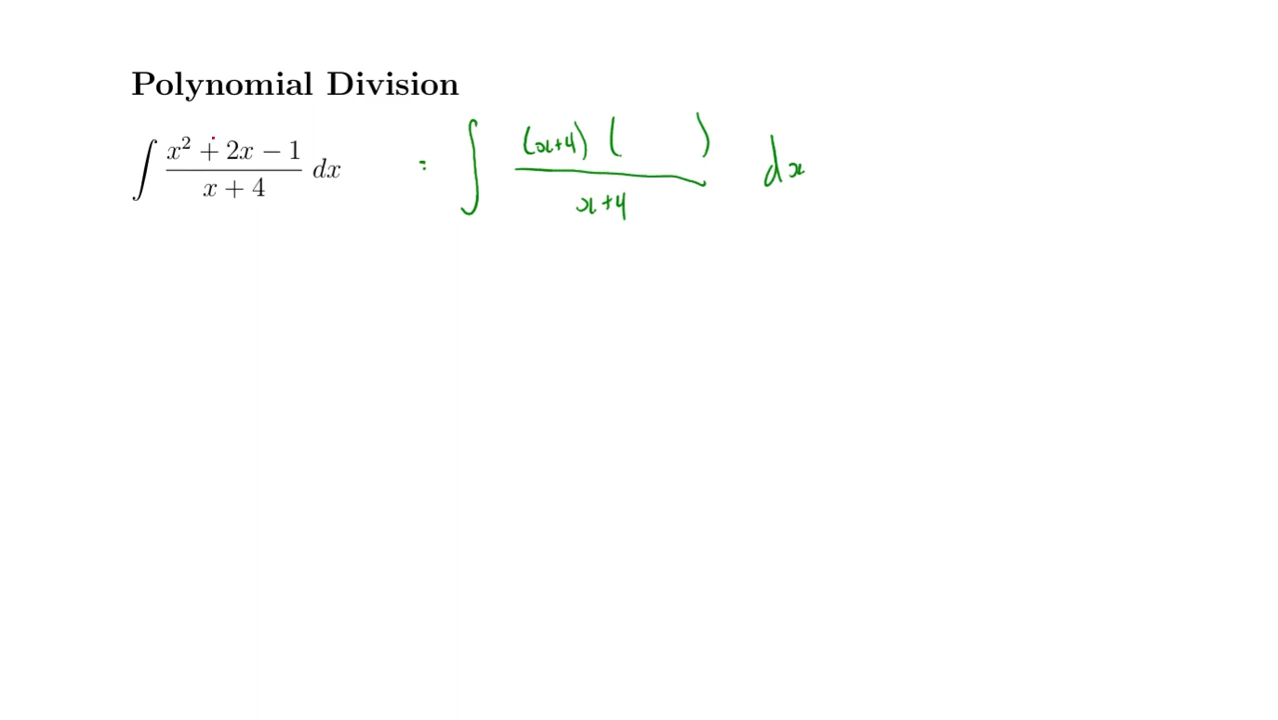 Polynomial Division
∫ (x² + 2x − 1)/(x + 4) dx = ∫ ((x+4)( ))/(x+4) dx